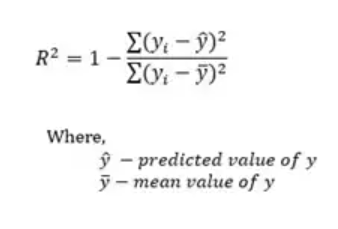 R² = 1 - Σ(yᵢ - ŷ)² / Σ(yᵢ - ȳ)²
Where,
ŷ – predicted value of y
ȳ – mean value of y